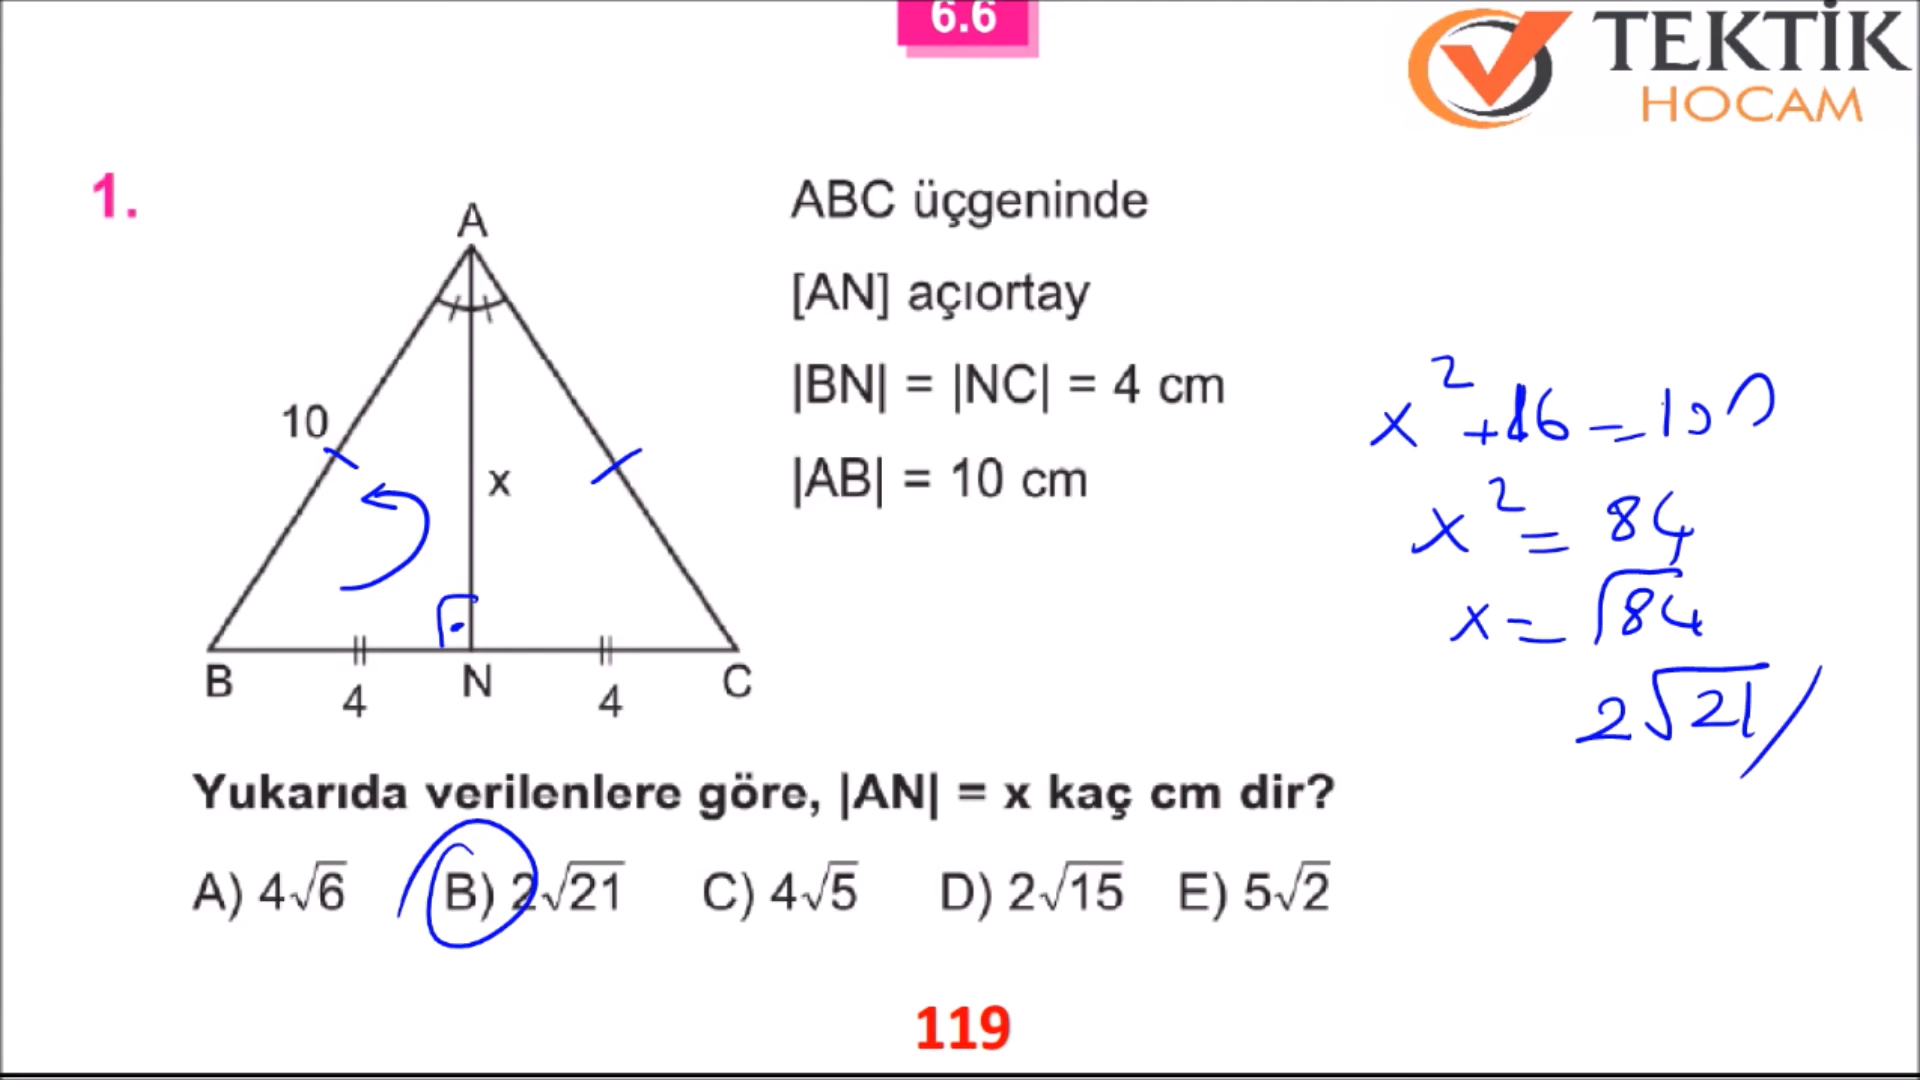 6.6
TEKTİK
HOCAM
1.
ABC üçgeninde
[AN] açıortay
|BN| = |NC| = 4 cm
|AB| = 10 cm
A
10
x
B
N
C
4
4
x² + 16 = 100
x² = 84
x = √84
2√21
Yukarıda verilenlere göre, |AN| = x kaç cm dir?
A) 4√6 B) 2√21 C) 4√5 D) 2√15 E) 5√2
119